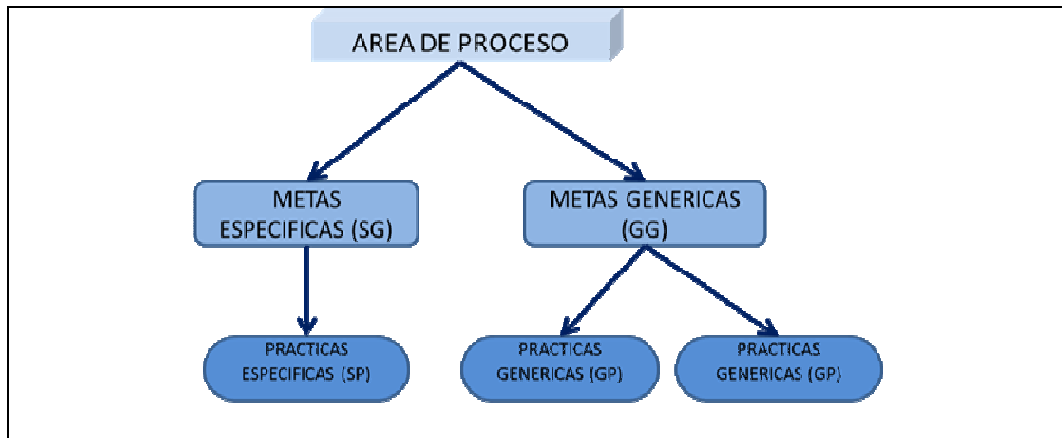 AREA DE PROCESO
METAS
ESPECIFICAS (SG)
METAS GENERICAS
(GG)
PRACTICAS
ESPECIFICAS (SP)
PRACTICAS
GENERICAS (GP)
PRACTICAS
GENERICAS (GP)